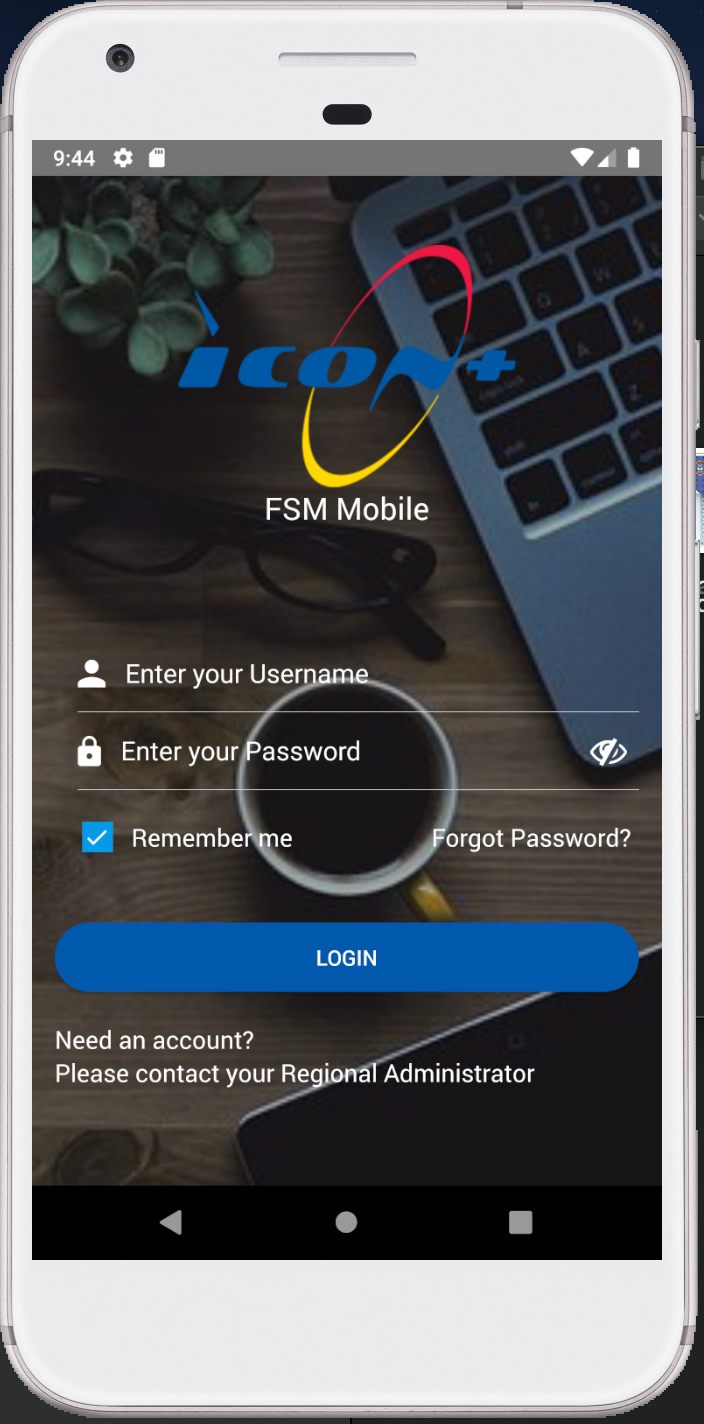 9:44
icon+
FSM Mobile
Enter your Username
Enter your Password
Remember me
Forgot Password?
LOGIN
Need an account?
Please contact your Regional Administrator